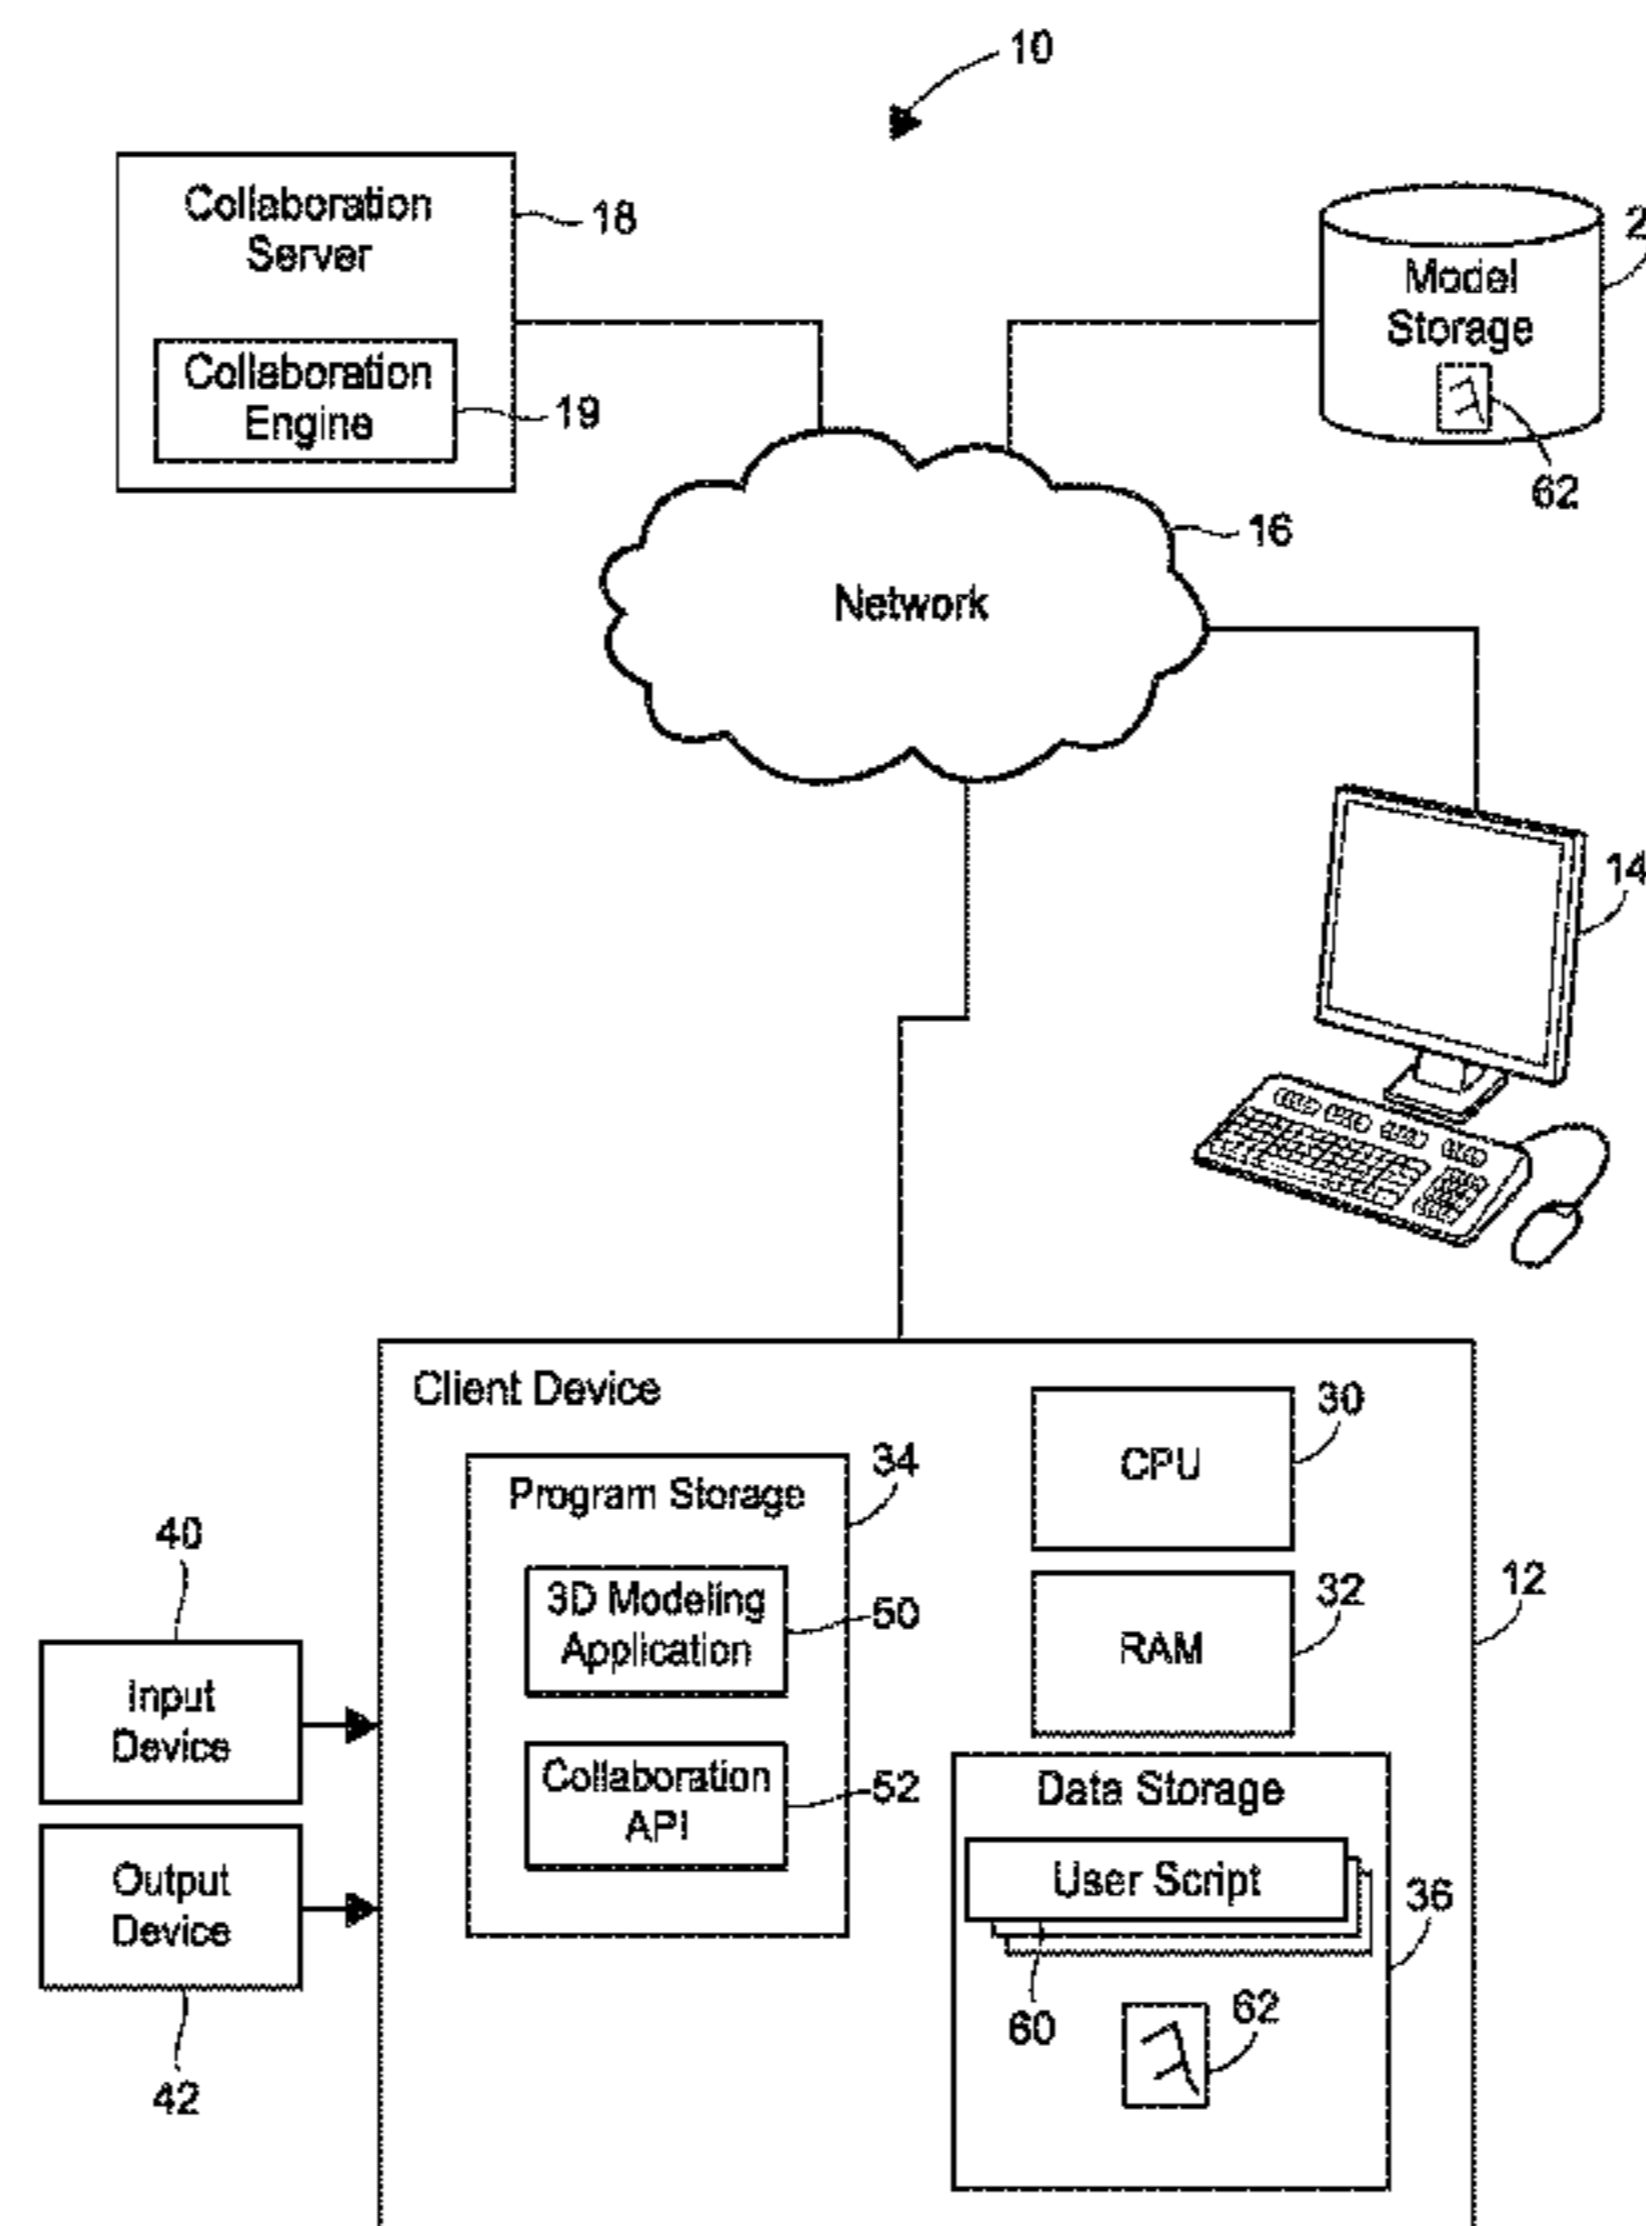 10
Collaboration
Server
18
Collaboration
Engine
19
Model
Storage
62
16
Network
14
Client Device
30
CPU
34
Program Storage
3D Modeling
Application
50
Collaboration
API
52
32
RAM
12
40
Input
Device
Output
Device
42
Data Storage
User Script
36
60
62